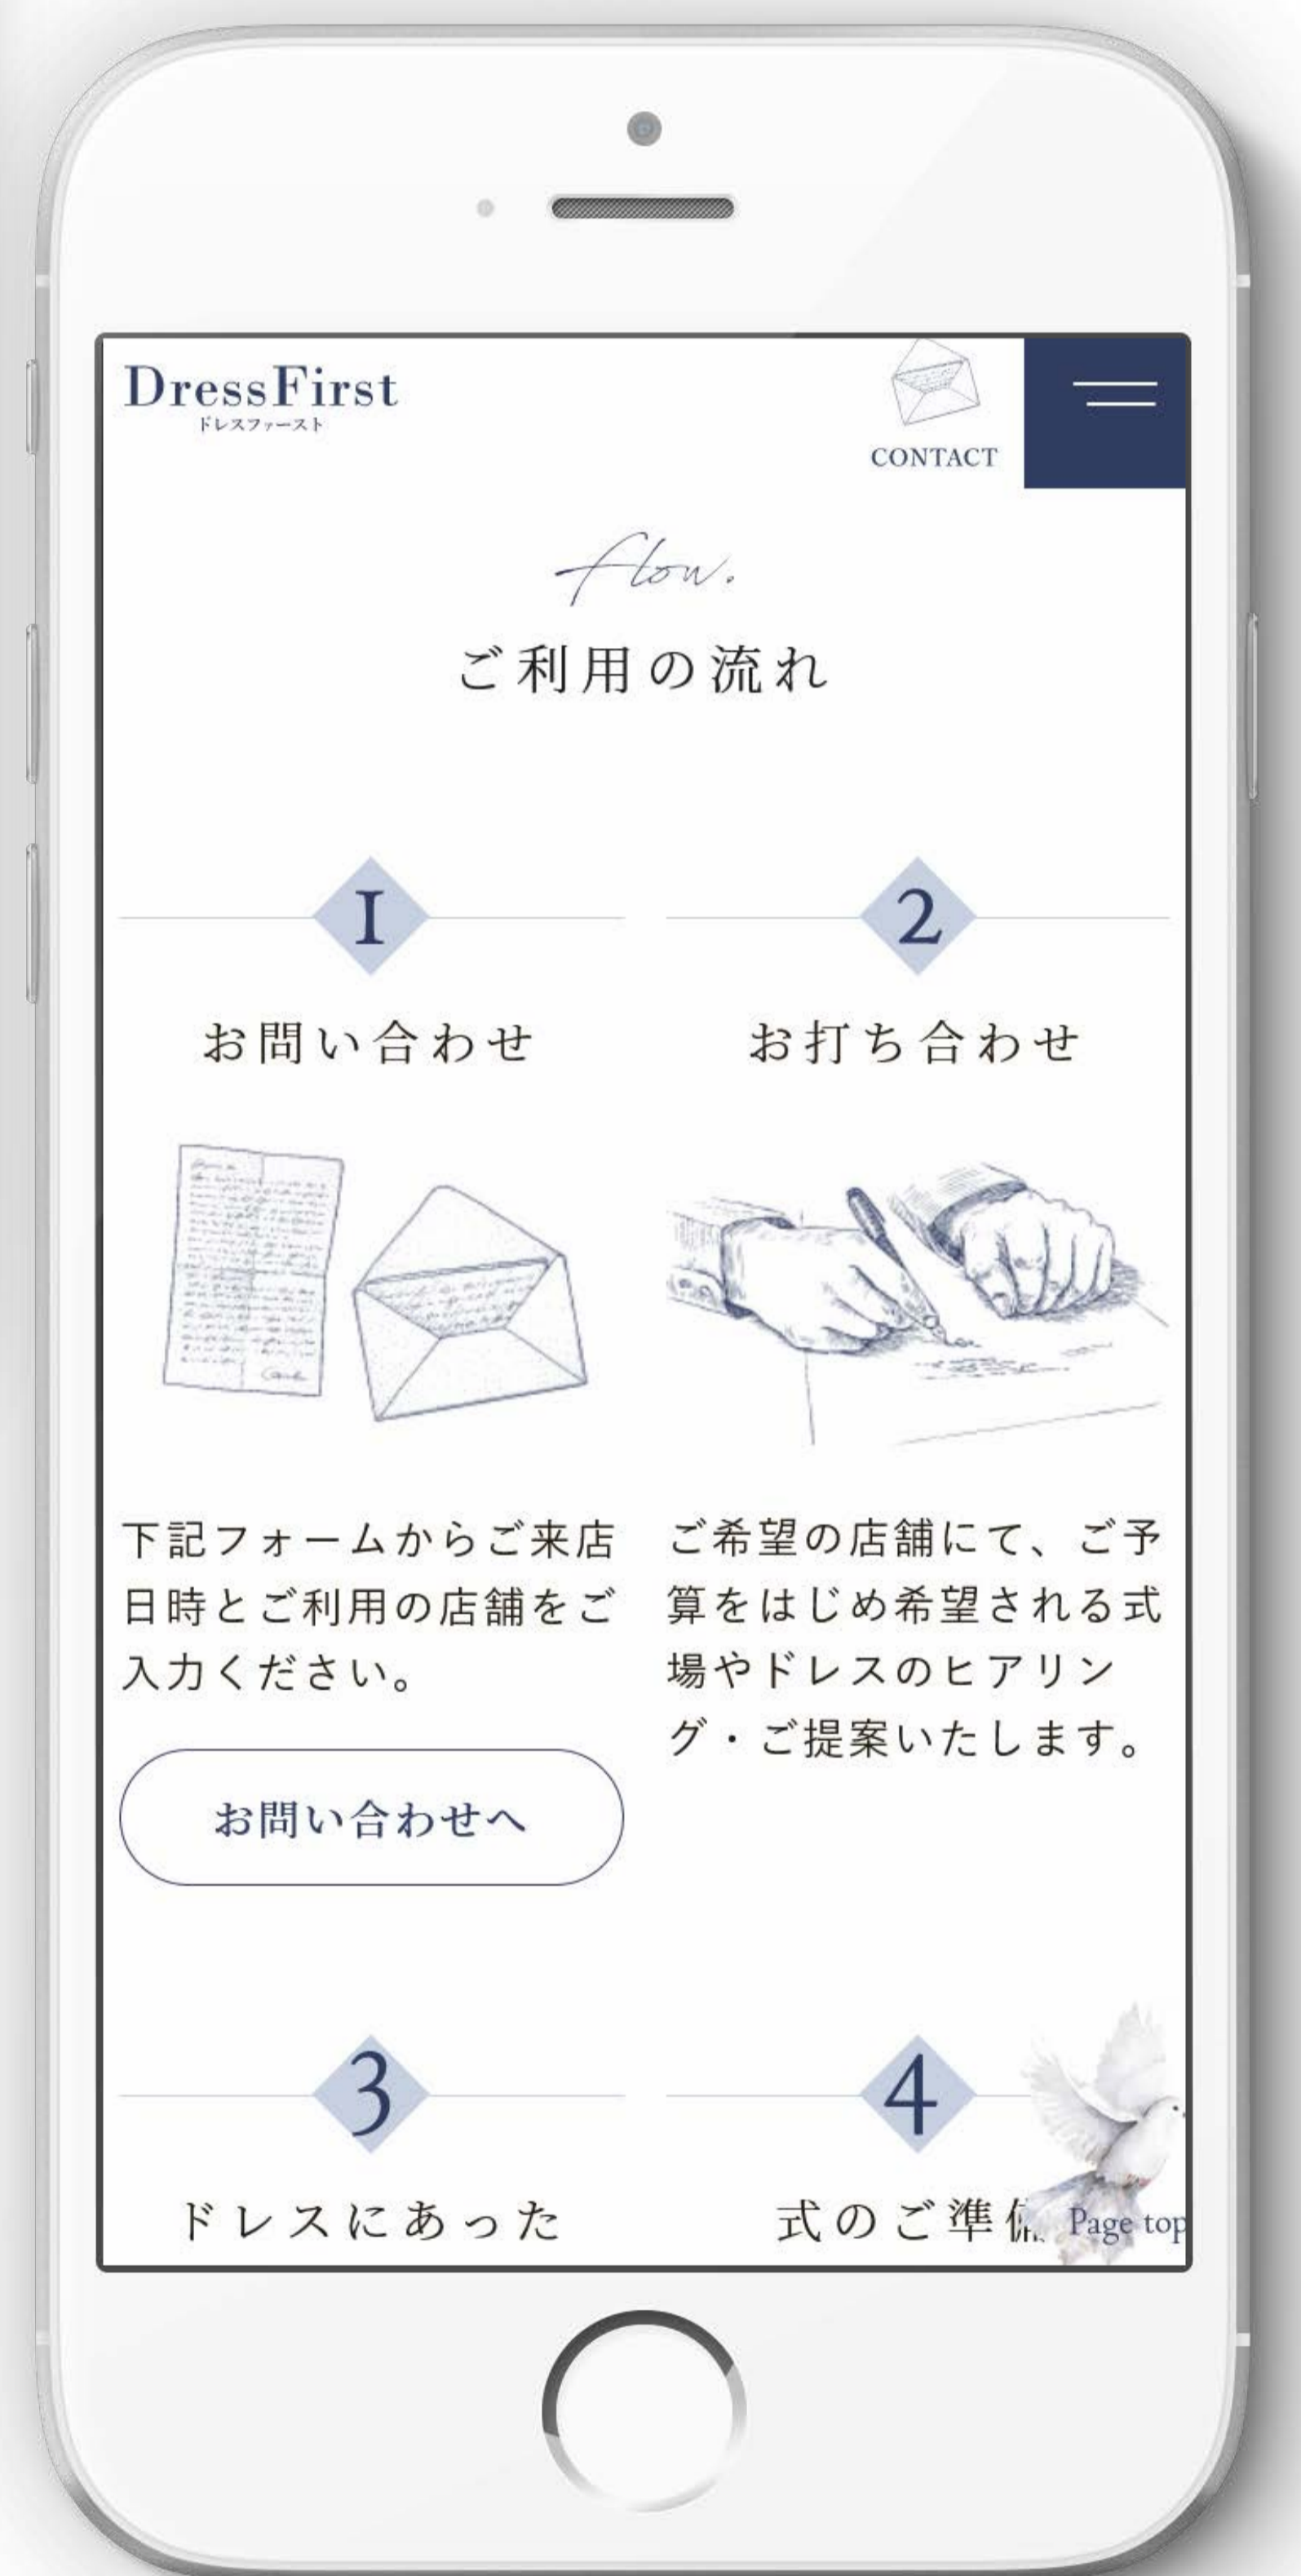 DressFirst
ドレスファースト
CONTACT
flow.
ご利用の流れ
1
お問い合わせ
下記フォームからご来店
日時とご利用の店舗をご
入力ください。
お問い合わせへ
2
お打ち合わせ
ご希望の店舗にて、ご予
算をはじめ希望される式
場やドレスのヒアリン
グ・ご提案いたします。
3
ドレスにあった
4
式のご準備
Page top